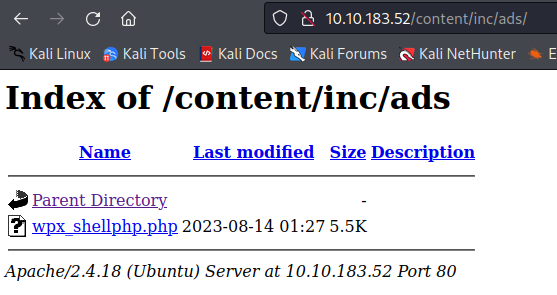 10.10.183.52/content/inc/ads/
Kali Linux Kali Tools Kali Docs Kali Forums Kali NetHunter E
Index of /content/inc/ads
Name Last modified Size Description
Parent Directory -
wpx_shellphp.php 2023-08-14 01:27 5.5K
Apache/2.4.18 (Ubuntu) Server at 10.10.183.52 Port 80